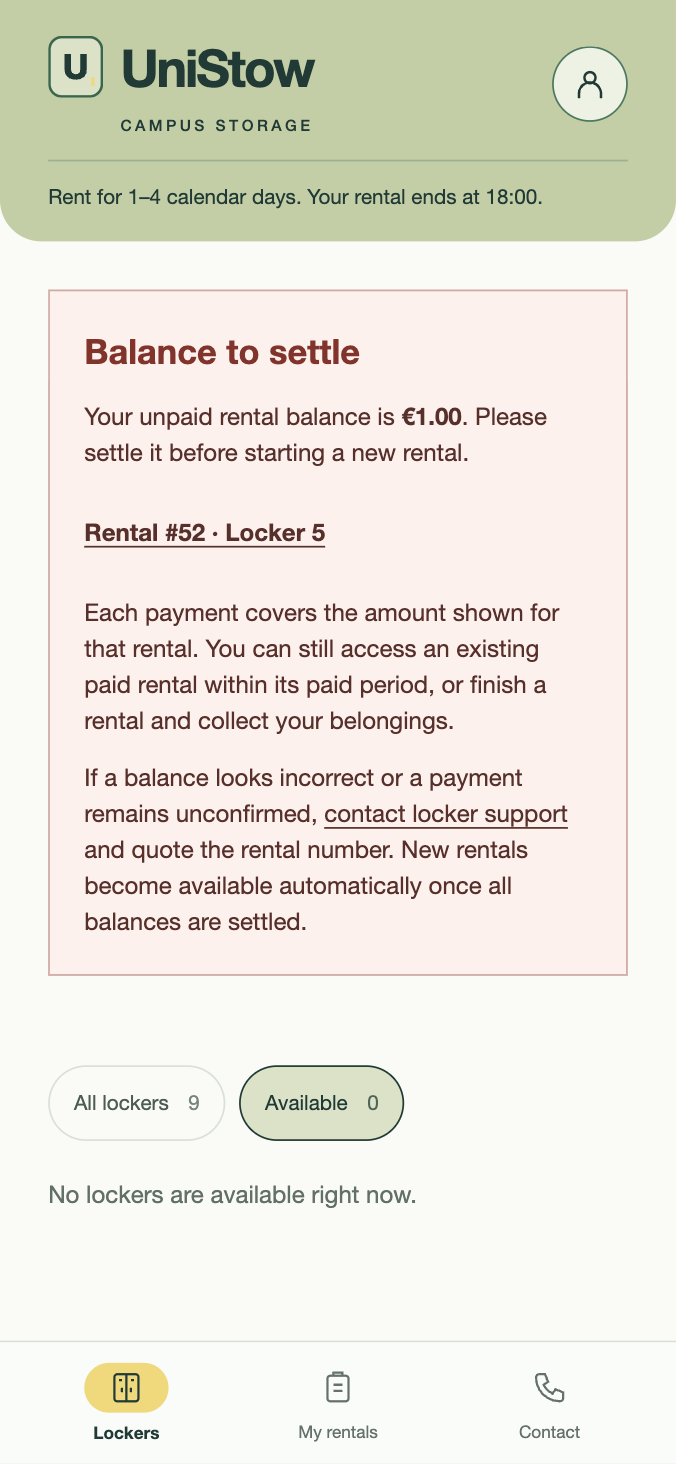 U
UniStow
CAMPUS STORAGE
Rent for 1–4 calendar days. Your rental ends at 18:00.
Balance to settle
Your unpaid rental balance is €1.00. Please
settle it before starting a new rental.
Rental #52 · Locker 5
Each payment covers the amount shown for
that rental. You can still access an existing
paid rental within its paid period, or finish a
rental and collect your belongings.
If a balance looks incorrect or a payment
remains unconfirmed, contact locker support
and quote the rental number. New rentals
become available automatically once all
balances are settled.
All lockers 9
Available 0
No lockers are available right now.
Lockers
My rentals
Contact